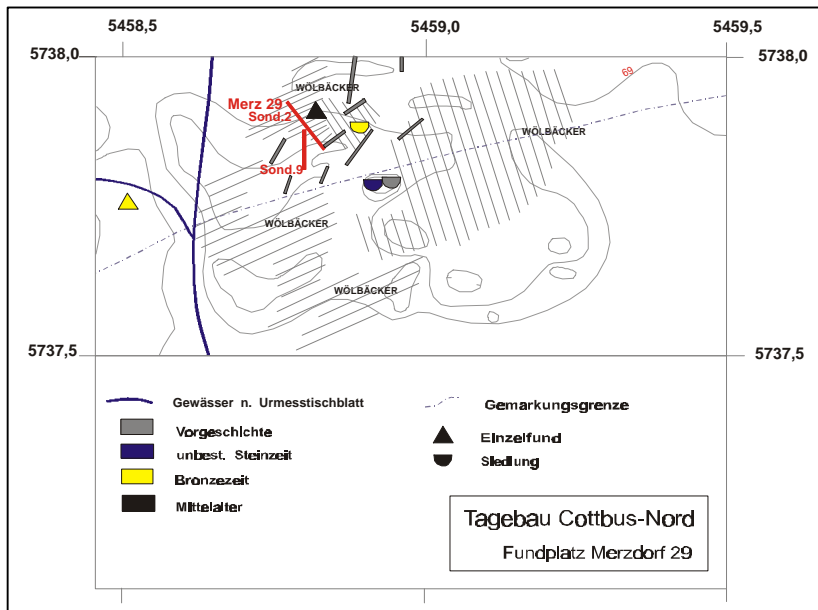 5458,5
5459,0
5459,5
5738,0
5738,0
69
WÖLBÄCKER
Merz 29
Sond.2
WÖLBÄCKER
Sond.9
WÖLBÄCKER
WÖLBÄCKER
5737,5
5737,5
Gewässer n. Urmesstischblatt
Gemarkungsgrenze
Vorgeschichte
Einzelfund
unbest. Steinzeit
Siedlung
Bronzezeit
Mittelalter
Tagebau Cottbus-Nord
Fundplatz Merzdorf 29